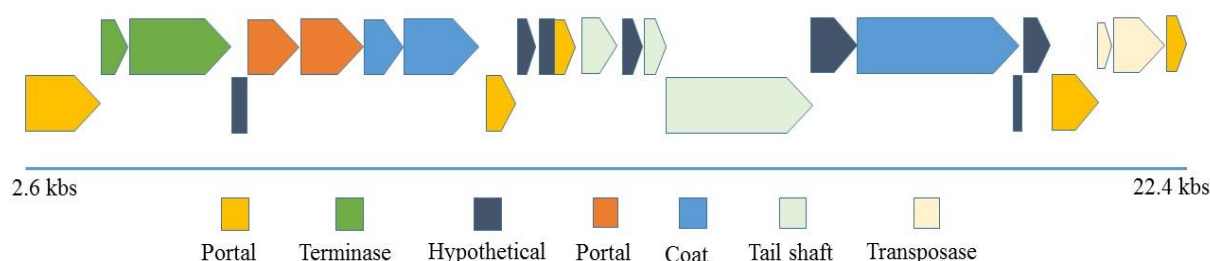 2.6 kbs
22.4 kbs
Portal
Terminase
Hypothetical
Portal
Coat
Tail shaft
Transposase